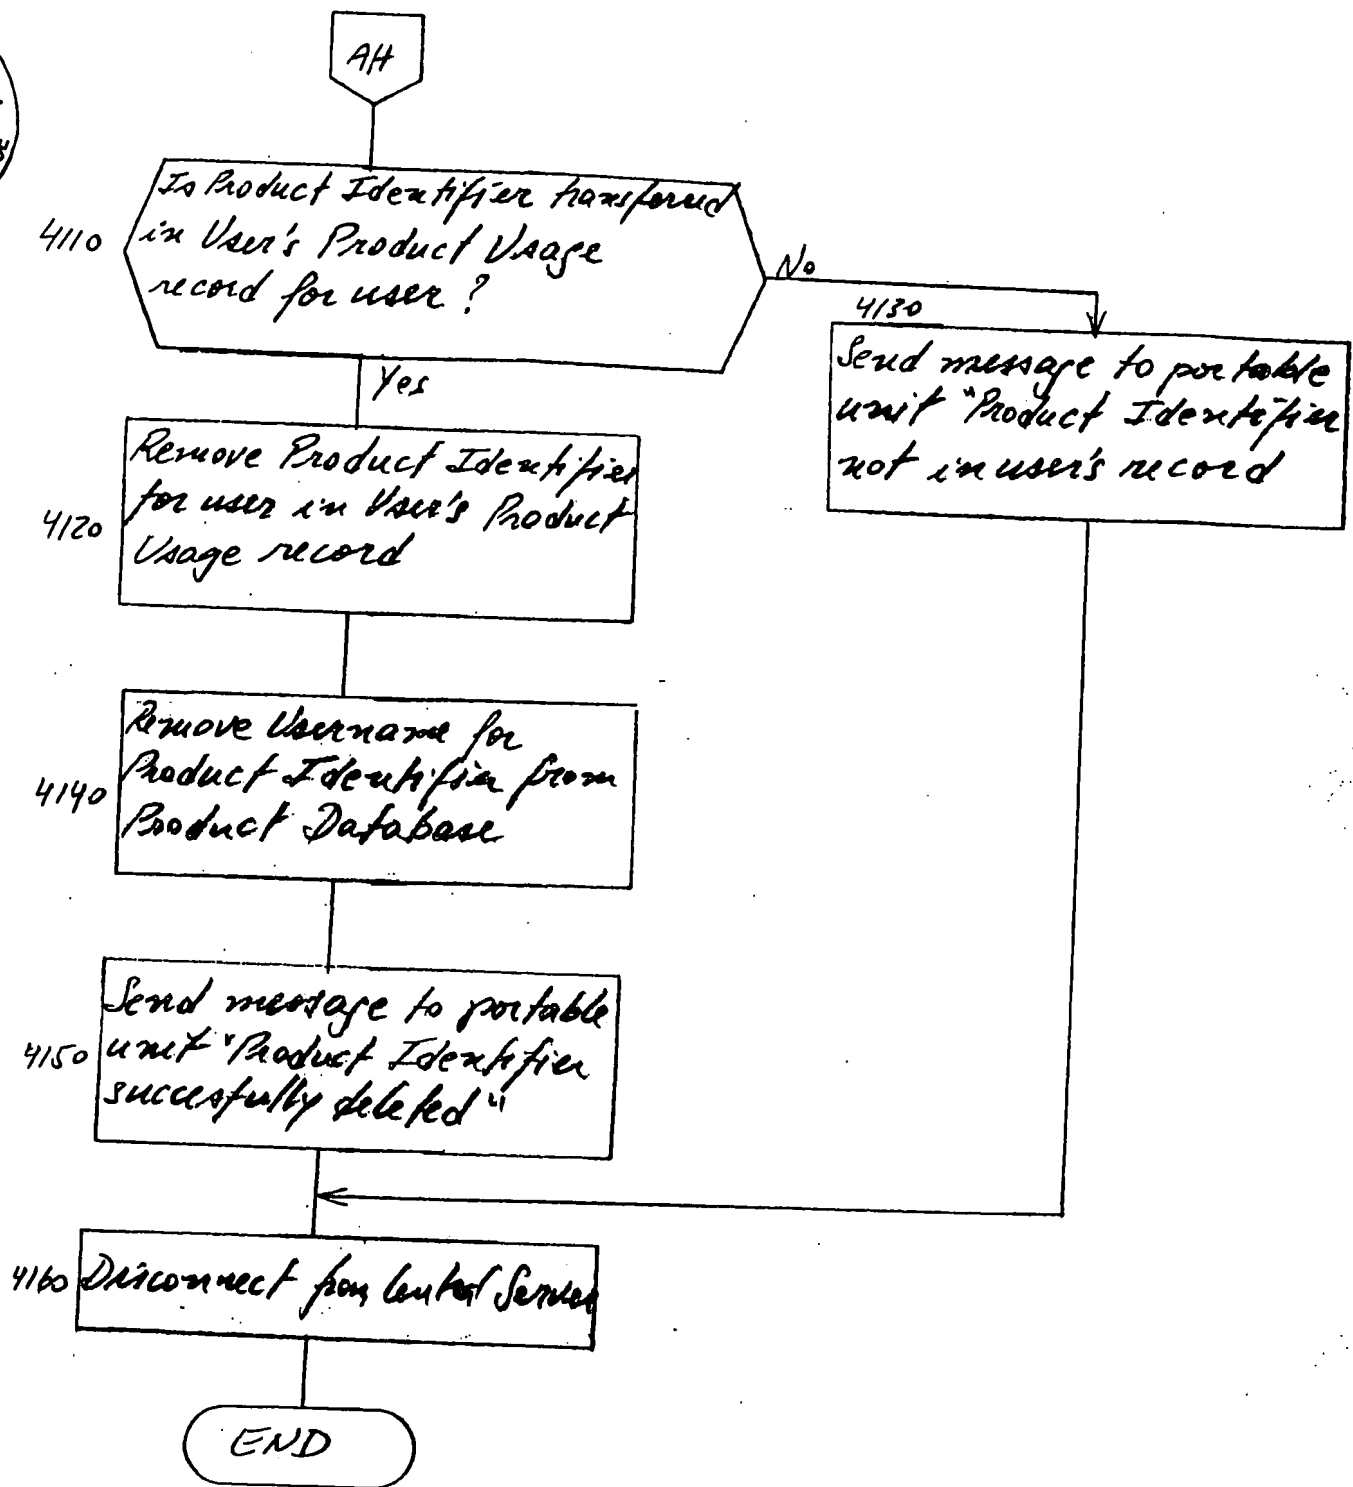 AH
Is Product Identifier transferred
4110
in User's Product Usage
record for user?
No
Yes
4130
Send message to portable
unit "Product Identifier
not in user's record
Remove Product Identifier
4120
for user in User's Product
Usage record
Remove Username for
4140
Product Identifier from
Product Database
Send message to portable
4150
unit "Product Identifier
succesfully deleted"
4160
Disconnect from Central Server
END